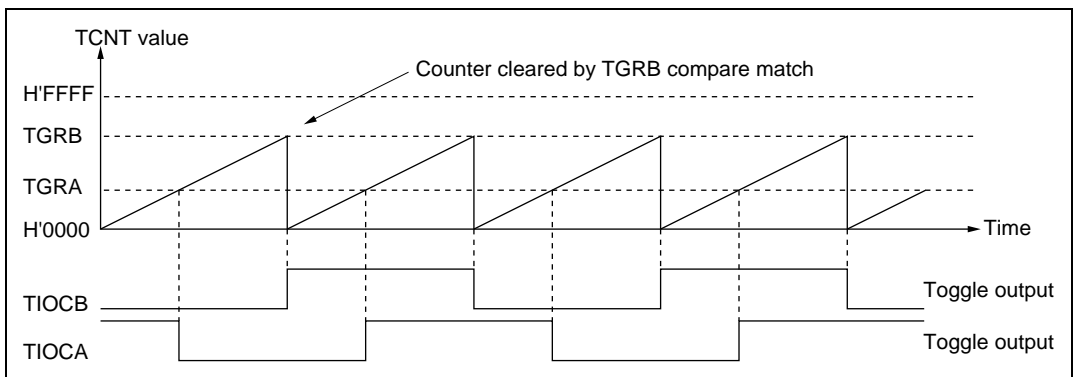 TCNT value
Counter cleared by TGRB compare match
H'FFFF
TGRB
TGRA
H'0000
Time
TIOCB
Toggle output
TIOCA
Toggle output